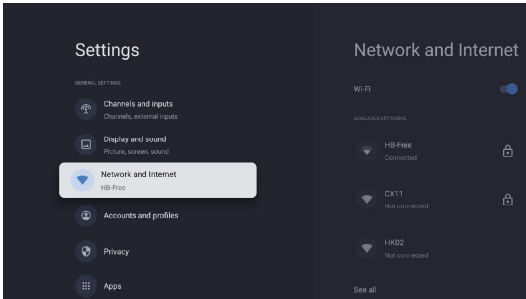 Settings
GENERAL SETTINGS
Channels and inputs
Channels, external inputs
Display and sound
Picture, screen, sound
Network and Internet
HB-Free
Accounts and profiles
Privacy
Apps
Network and Internet
Wi-Fi
AVAILABLE NETWORKS
HB-Free
Connected
CX11
Not connected
HK02
Not connected
See all